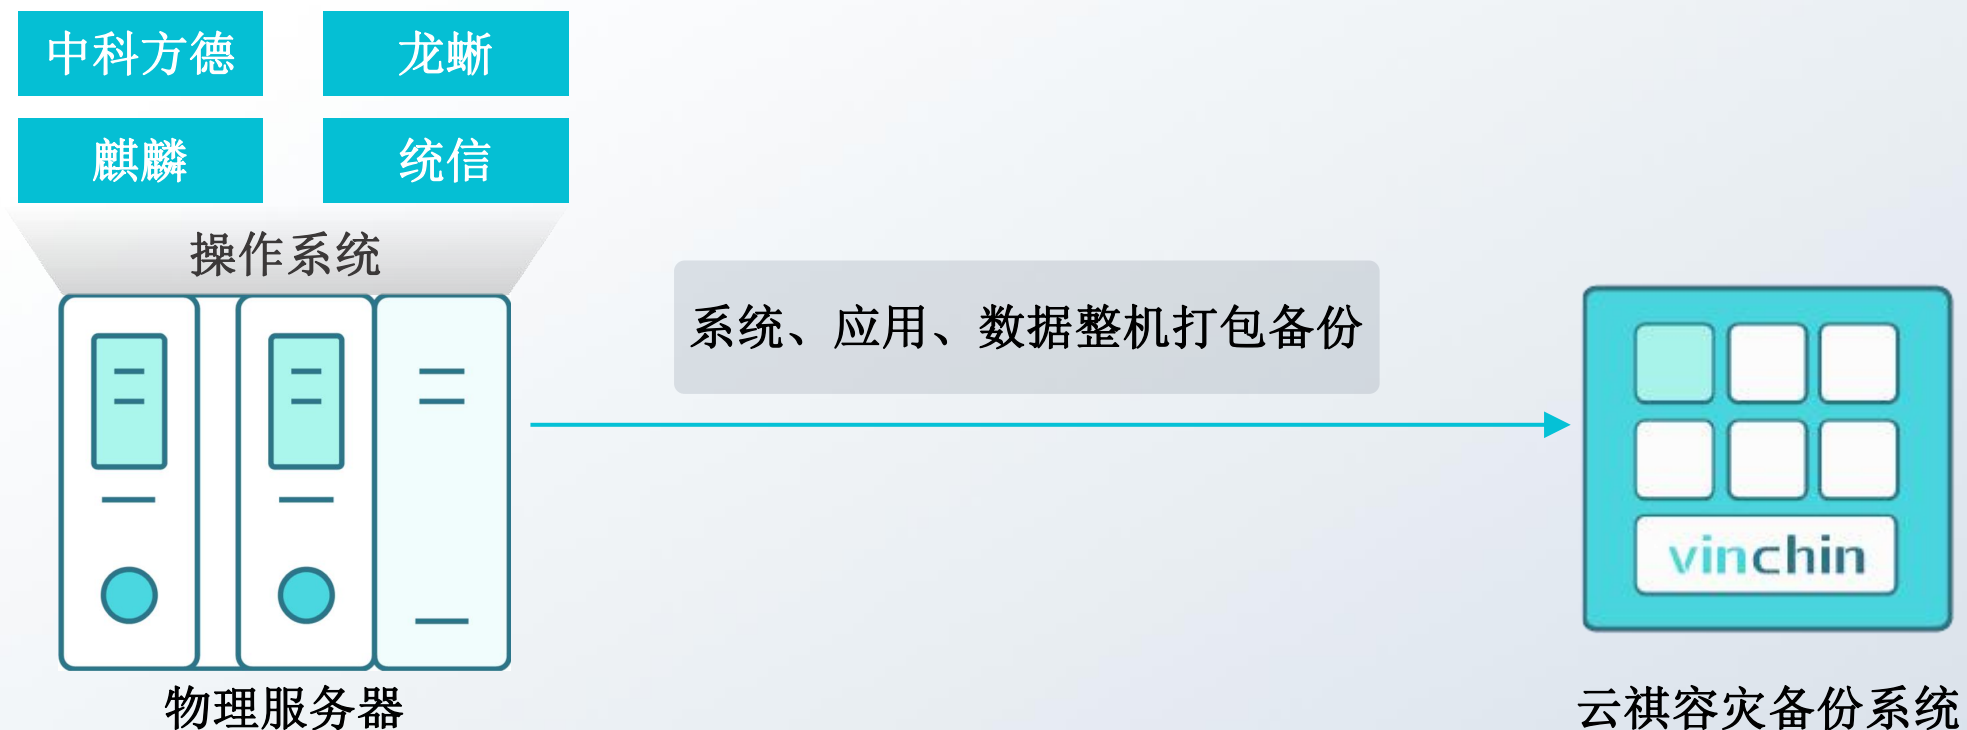 中科方德
龙蜥
麒麟
统信
操作系统
系统、应用、数据整机打包备份
vinchin
物理服务器
云祺容灾备份系统